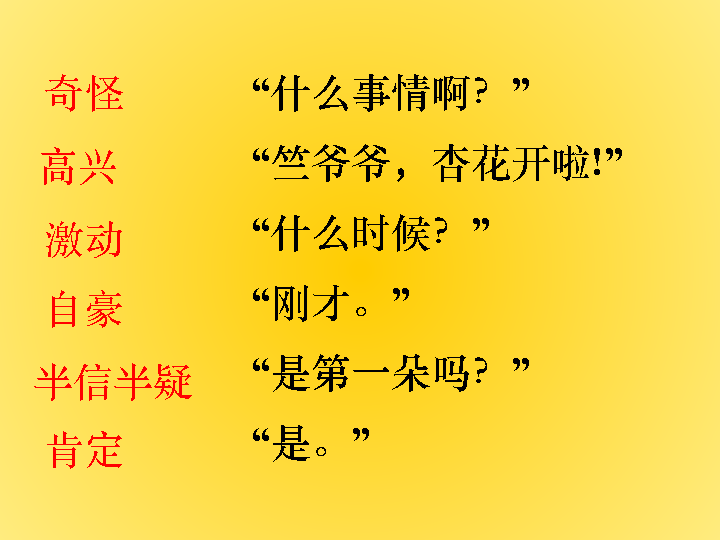 奇怪 “什么事情啊？”
高兴 “竺爷爷，杏花开啦!”
激动 “什么时候？”
自豪 “刚才。”
半信半疑 “是第一朵吗？”
肯定 “是。”